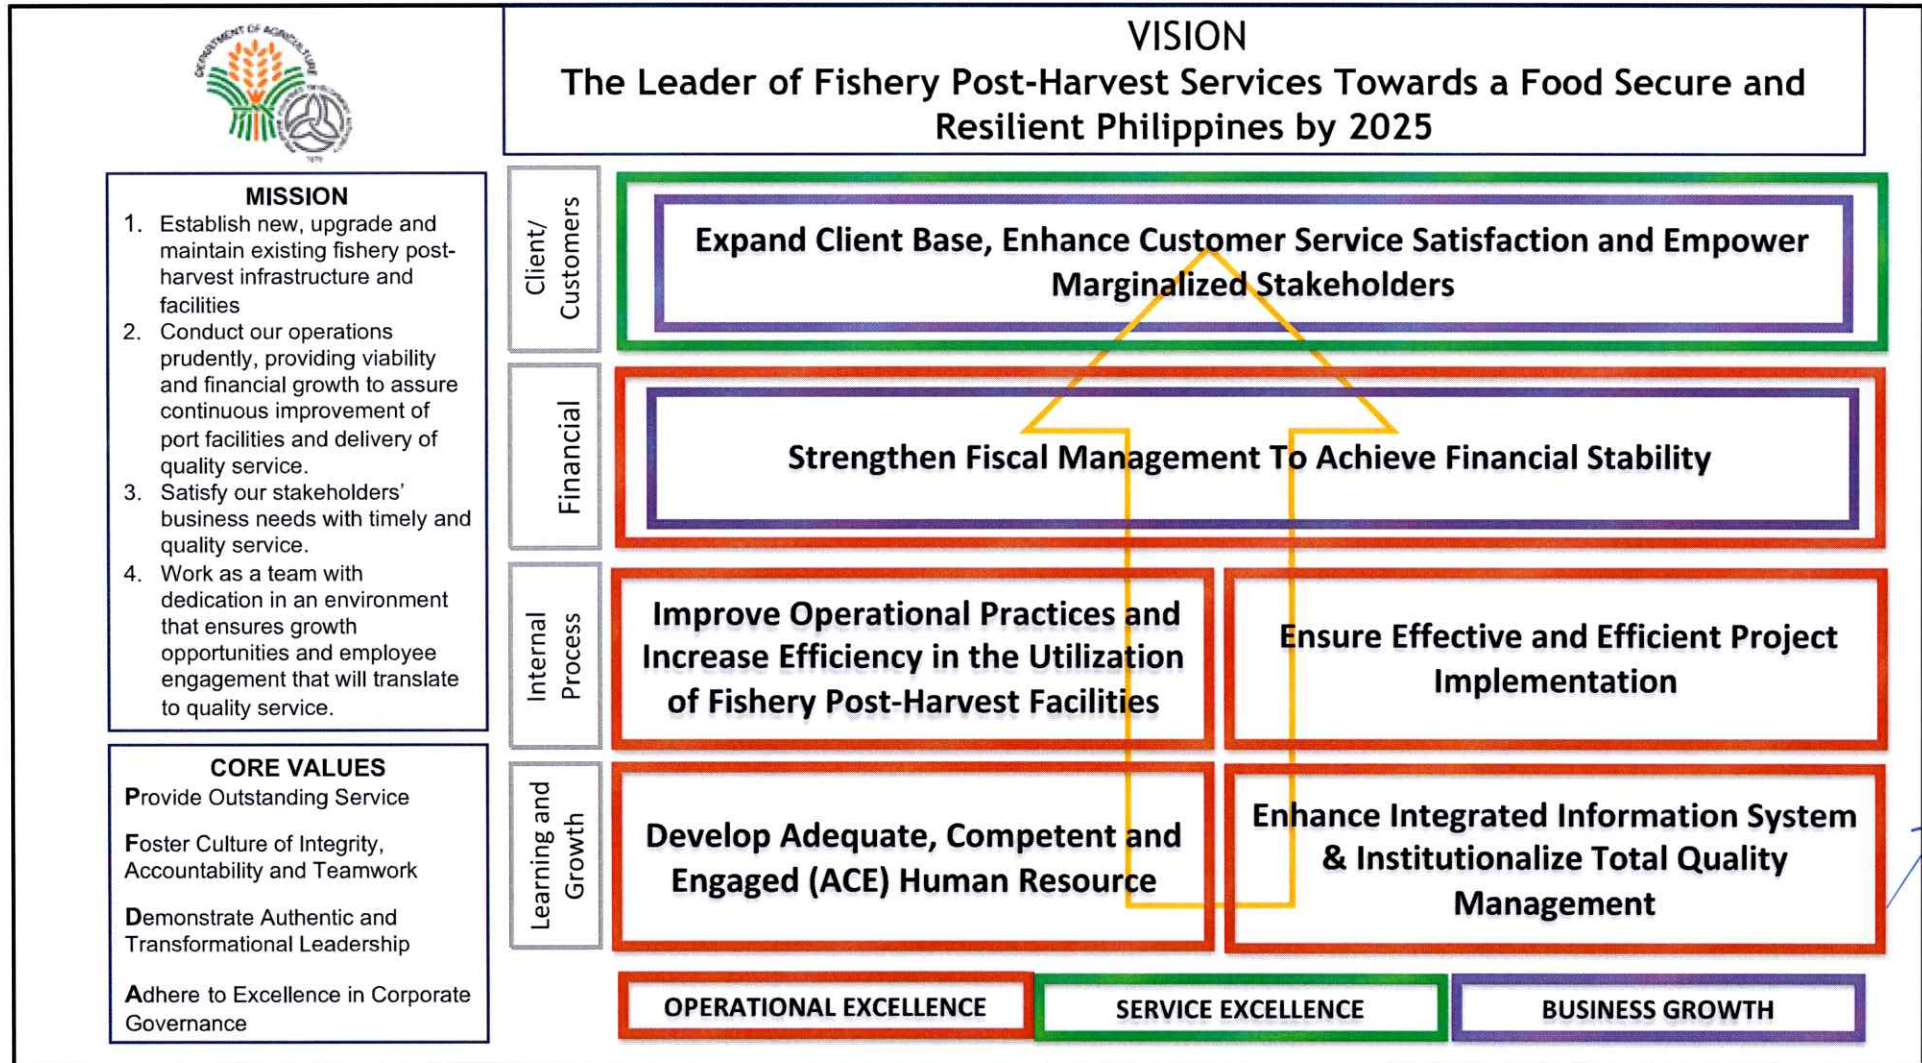 DEPARTMENT OF AGRICULTURE
VISION
The Leader of Fishery Post-Harvest Services Towards a Food Secure and
Resilient Philippines by 2025
MISSION
1. Establish new, upgrade and
maintain existing fishery post-
harvest infrastructure and
facilities
2. Conduct our operations
prudently, providing viability
and financial growth to assure
continuous improvement of
port facilities and delivery of
quality service.
3. Satisfy our stakeholders'
business needs with timely and
quality service.
4. Work as a team with
dedication in an environment
that ensures growth
opportunities and employee
engagement that will translate
to quality service.
CORE VALUES
Provide Outstanding Service
Foster Culture of Integrity,
Accountability and Teamwork
Demonstrate Authentic and
Transformational Leadership
Adhere to Excellence in Corporate
Governance
Client/
Customers
Expand Client Base, Enhance Customer Service Satisfaction and Empower
Marginalized Stakeholders
Financial
Strengthen Fiscal Management To Achieve Financial Stability
Internal
Process
Improve Operational Practices and
Increase Efficiency in the Utilization
of Fishery Post-Harvest Facilities
Ensure Effective and Efficient Project
Implementation
Learning and
Growth
Develop Adequate, Competent and
Engaged (ACE) Human Resource
Enhance Integrated Information System
& Institutionalize Total Quality
Management
OPERATIONAL EXCELLENCE
SERVICE EXCELLENCE
BUSINESS GROWTH